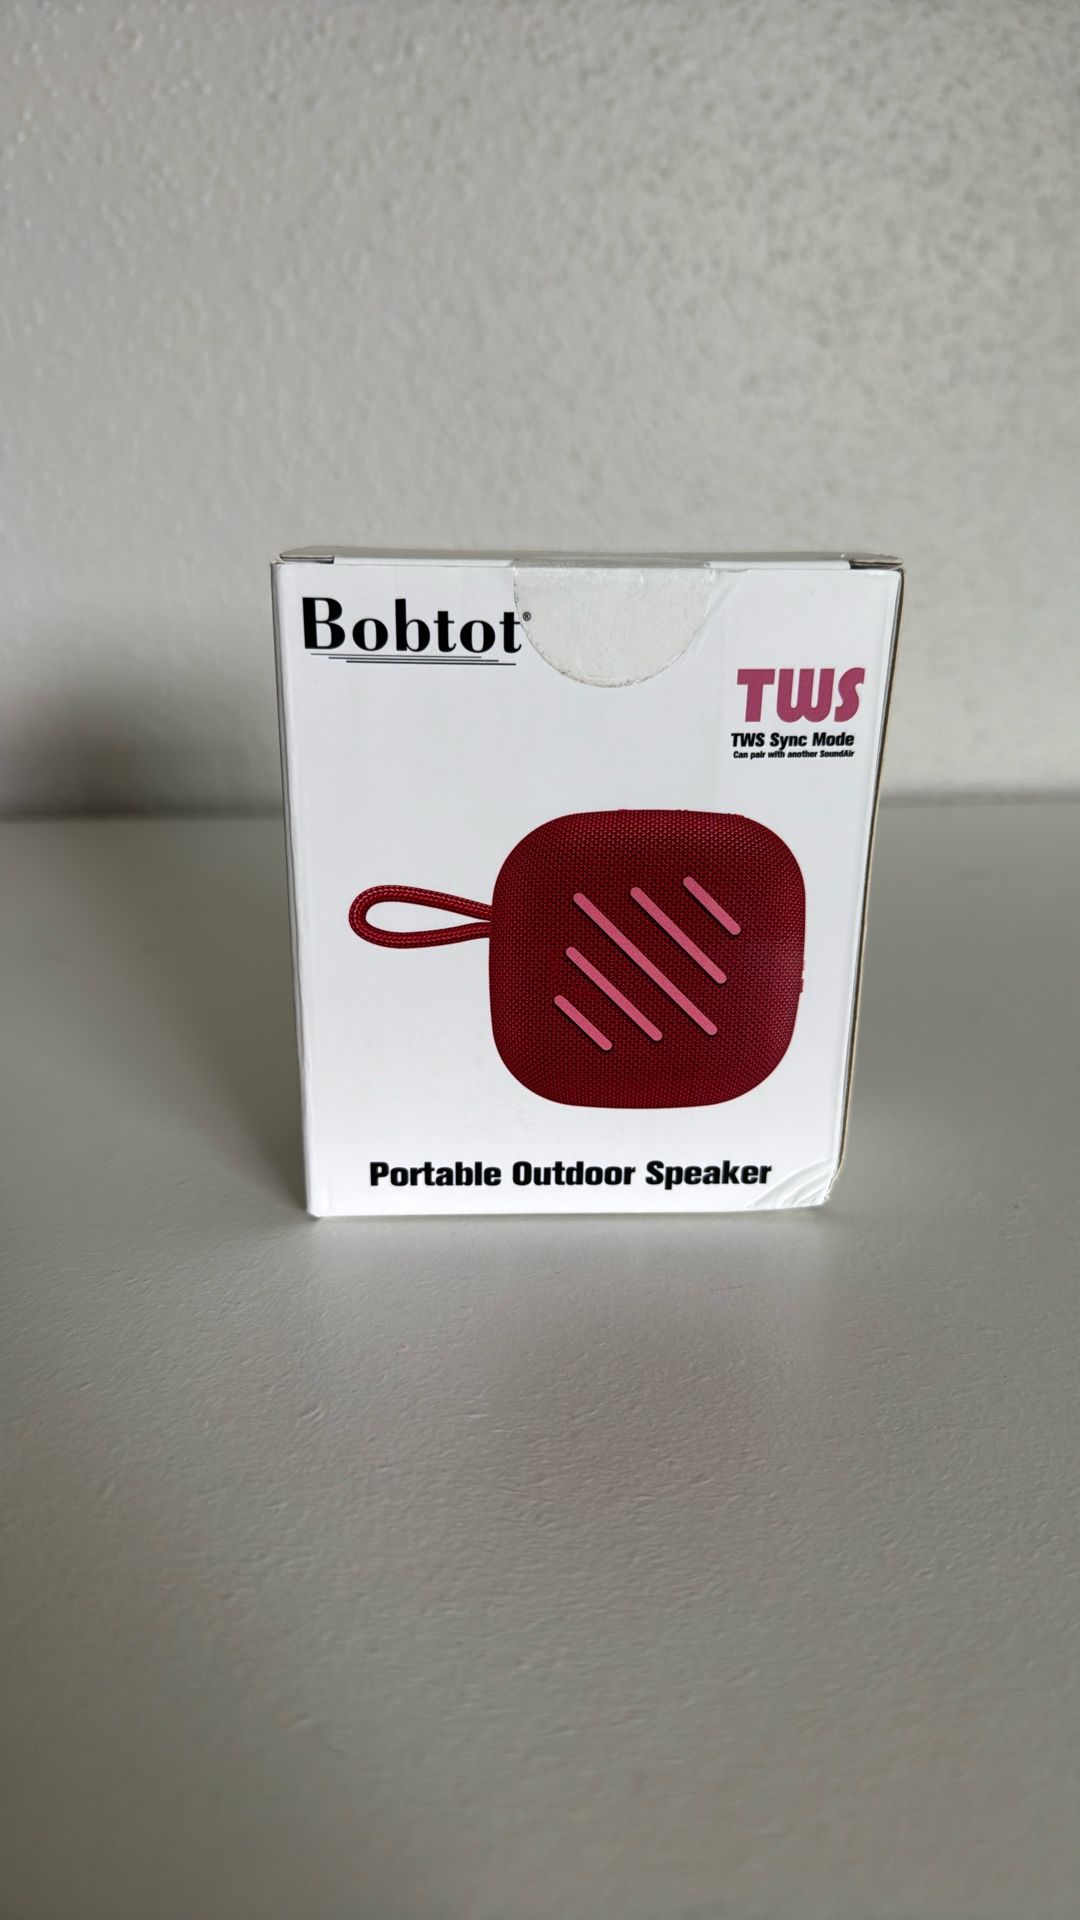 Bobtot®
TWS
TWS Sync Mode
Can pair with another SoundAir
Portable Outdoor Speaker